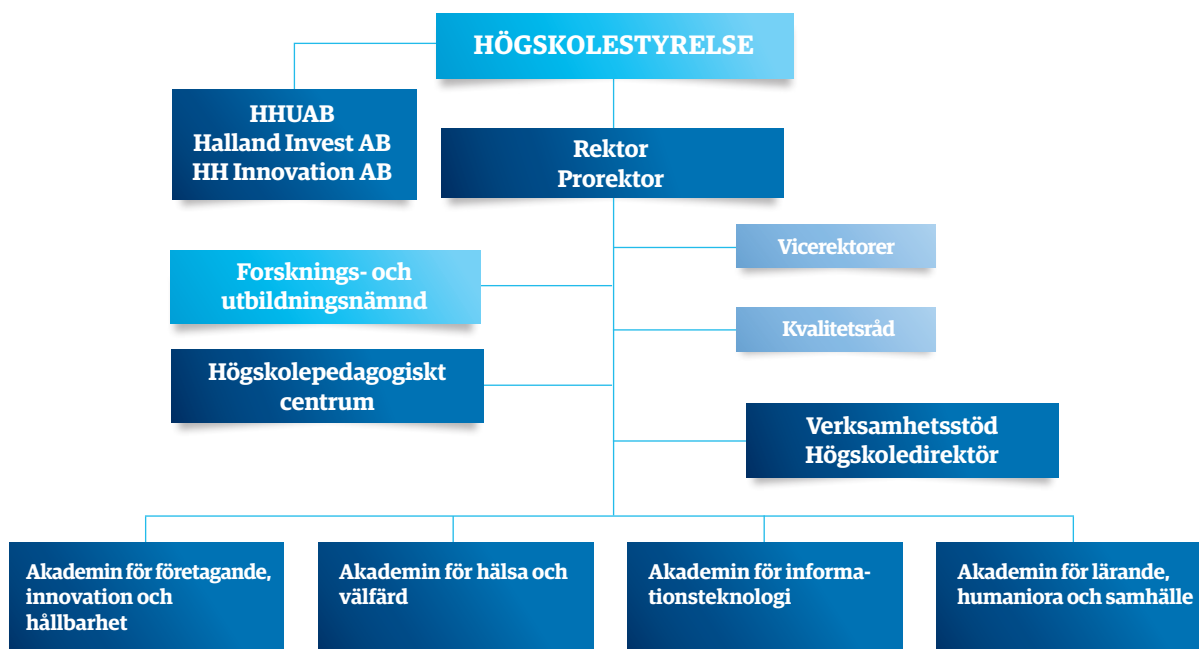 HÖGSKOLESTYRELSE
HHUAB
Halland Invest AB
HH Innovation AB
Rektor
Prorektor
Vicerektorer
Forsknings- och
utbildningsnämnd
Kvalitetsråd
Högskolepedagogiskt
centrum
Verksamhetsstöd
Högskoledirektör
Akademin för företagande,
innovation och
hållbarhet
Akademin för hälsa och
välfärd
Akademin för informa-
tionsteknologi
Akademin för lärande,
humaniora och samhälle